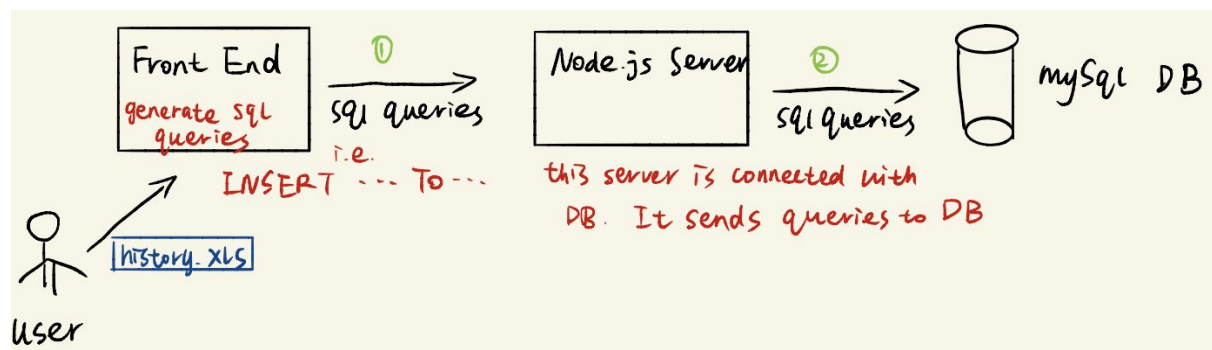 Front End
generate sql
queries
①
sql queries
i.e.
INSERT ... TO ...
Node.js Server
②
sql queries
mySql DB
this server is connected with
DB. It sends queries to DB
history.XLS
user